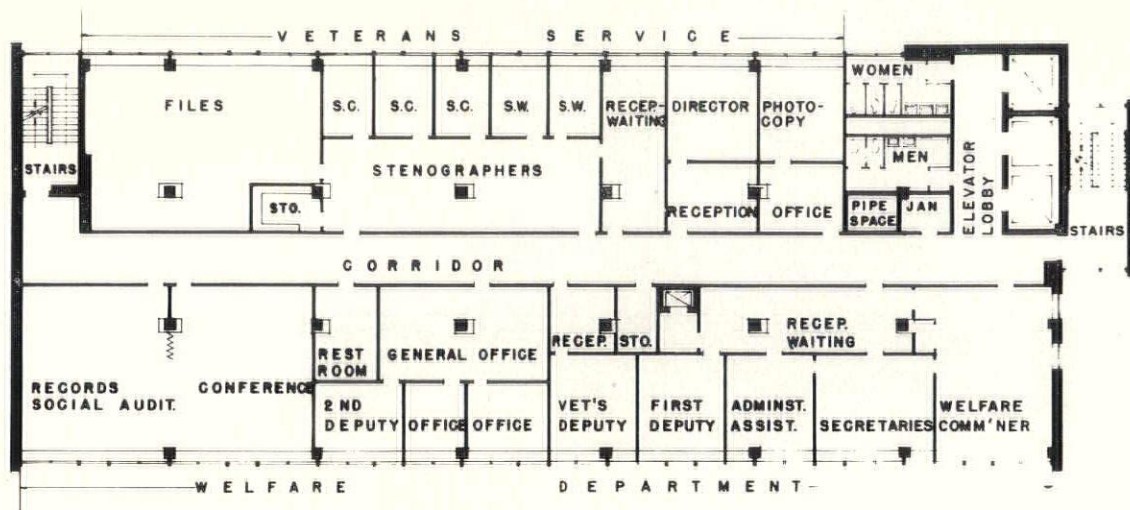 VETERANS SERVICE
FILES
S.C.
S.C.
S.C.
S.W.
S.W.
RECEP-
WAITING
DIRECTOR
PHOTO-
COPY
WOMEN
MEN
STAIRS
STENOGRAPHERS
STO.
RECEPTION
OFFICE
PIPE
SPACE
JAN
ELEVATOR
LOBBY
STAIRS
CORRIDOR
RECORDS
SOCIAL AUDIT.
CONFERENCE
REST
ROOM
GENERAL OFFICE
RECEP.
STO.
RECEP.
WAITING
2ND
DEPUTY
OFFICE
OFFICE
VET'S
DEPUTY
FIRST
DEPUTY
ADMINST.
ASSIST.
SECRETARIES
WELFARE
COMM'NER
WELFARE DEPARTMENT